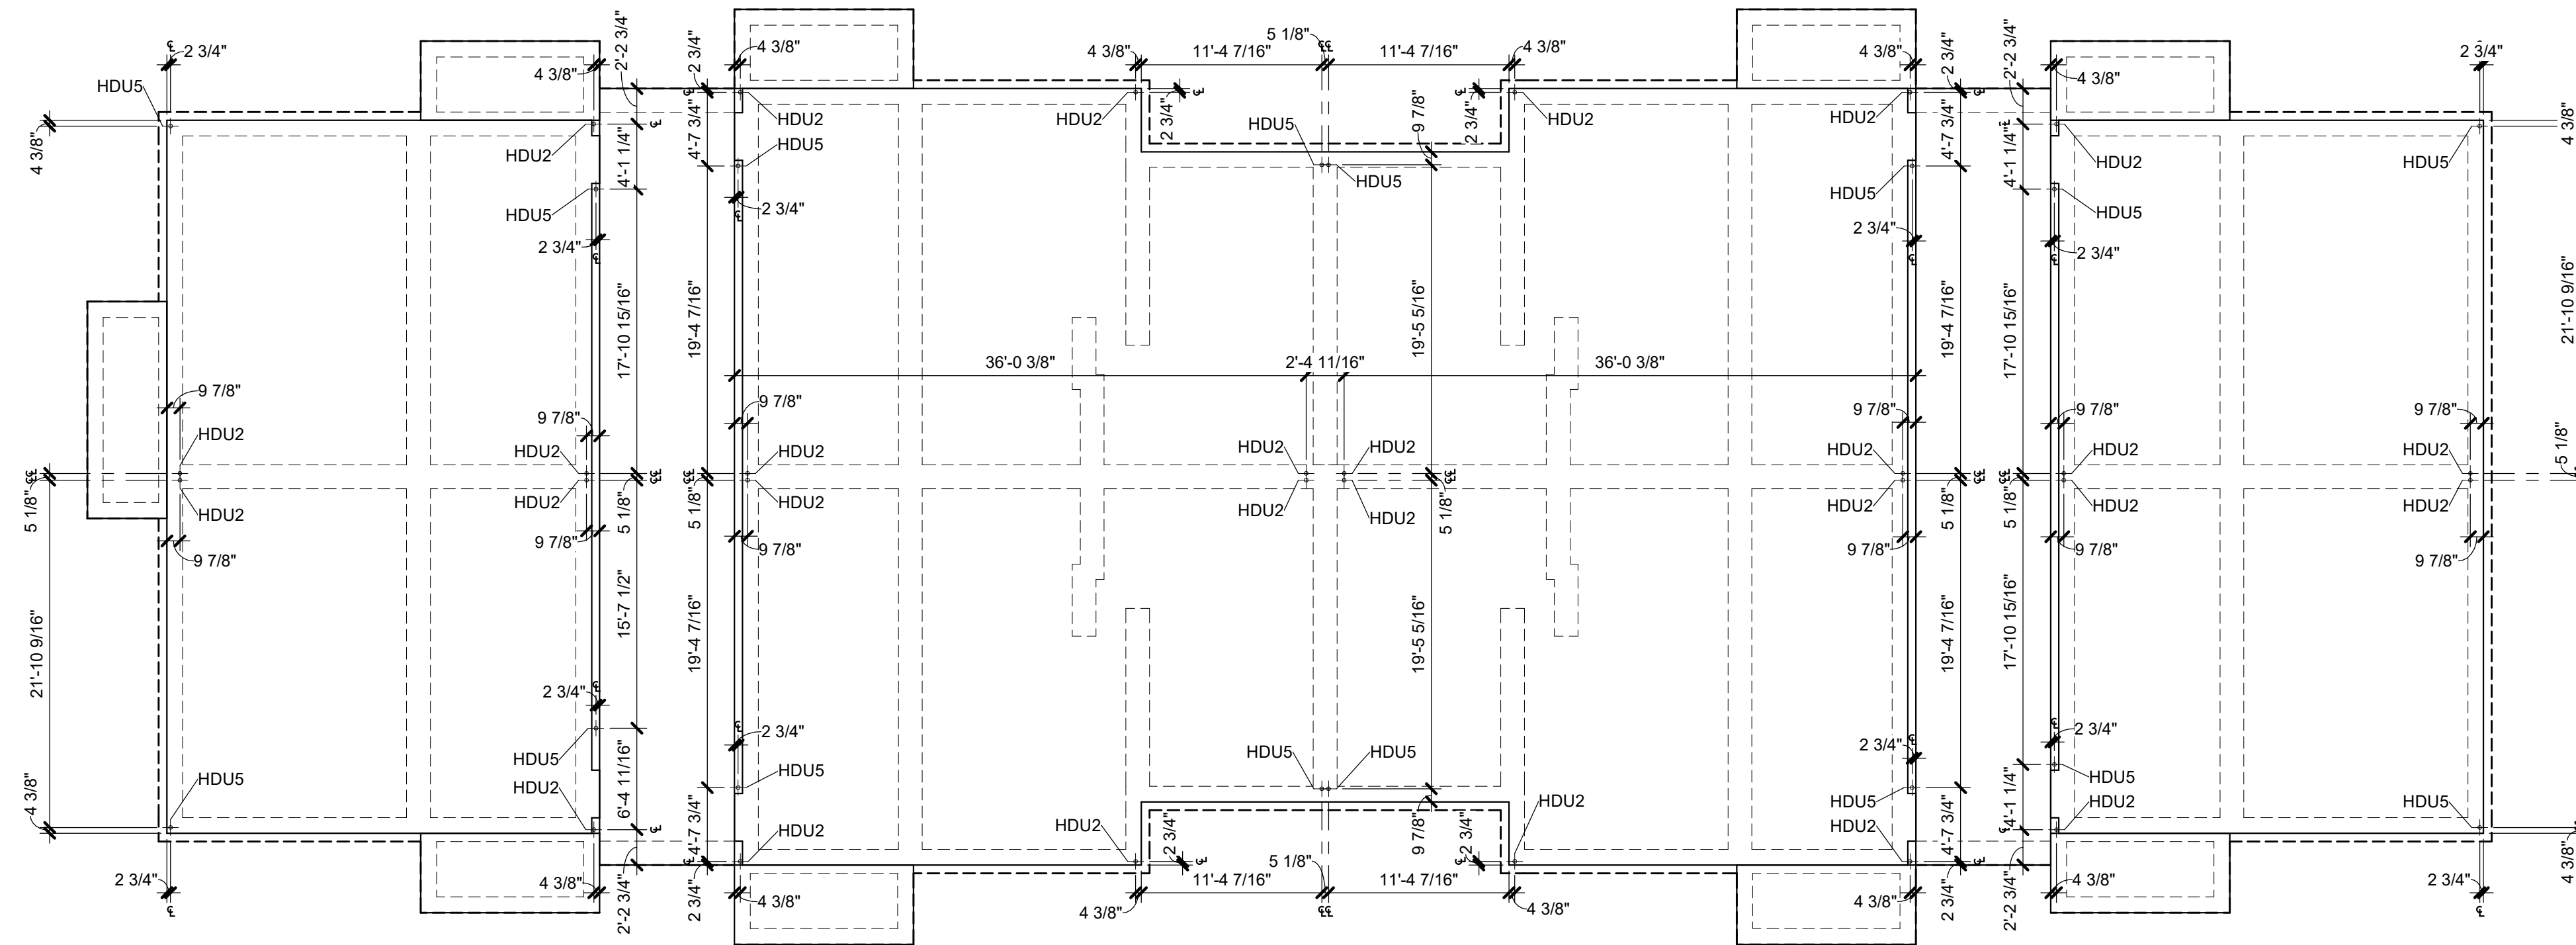 5 1/8"
℄ 2 3/4"
4 3/8"
2'-2 3/4"
2 3/4"
4 3/8"
4 3/8"
11'-4 7/16"
℄℄
11'-4 7/16"
4 3/8"
4 3/8"
2 3/4"
2'-2 3/4"
4 3/8"
2 3/4"
HDU5
HDU2
HDU2
2 3/4"
℄
HDU5
9 7/8"
2 3/4"
℄
HDU2
HDU2
4 3/8"
4'-1 1/4"
4'-7 3/4"
4'-7 3/4"
4'-1 1/4"
4 3/8"
HDU2
HDU5
HDU2
HDU5
HDU5
HDU5
HDU5
HDU5
HDU5
2 3/4"
℄
2 3/4"
℄
2 3/4"
℄
2 3/4"
℄
17'-10 15/16"
19'-4 7/16"
19'-5 5/16"
19'-4 7/16"
17'-10 15/16"
21'-10 9/16"
36'-0 3/8"
2'-4 11/16"
36'-0 3/8"
9 7/8"
9 7/8"
9 7/8"
9 7/8"
9 7/8"
9 7/8"
HDU2
HDU2
HDU2
HDU2
HDU2
HDU2
HDU2
HDU2
5 1/8"
HDU2
HDU2
HDU2
HDU2
HDU2
HDU2
HDU2
HDU2
5 1/8"
5 1/8"
5 1/8"
5 1/8"
5 1/8"
5 1/8"
9 7/8"
9 7/8"
9 7/8"
9 7/8"
9 7/8"
9 7/8"
21'-10 9/16"
15'-7 1/2"
19'-4 7/16"
19'-5 5/16"
19'-4 7/16"
17'-10 15/16"
℄
2 3/4"
℄
2 3/4"
℄
2 3/4"
℄
2 3/4"
HDU5
HDU5
HDU5
HDU5
HDU5
HDU5
HDU5
HDU5
HDU2
HDU2
HDU2
HDU2
HDU2
HDU2
4 3/8"
6'-4 11/16"
4'-7 3/4"
2 3/4"
9 7/8"
2 3/4"
4'-7 3/4"
4'-1 1/4"
4 3/8"
2 3/4"
℄
4 3/8"
2'-2 3/4"
2 3/4"
4 3/8"
4 3/8"
11'-4 7/16"
5 1/8"
℄℄
11'-4 7/16"
4 3/8"
4 3/8"
2 3/4"
2'-2 3/4"
4 3/8"
2 3/4"
℄